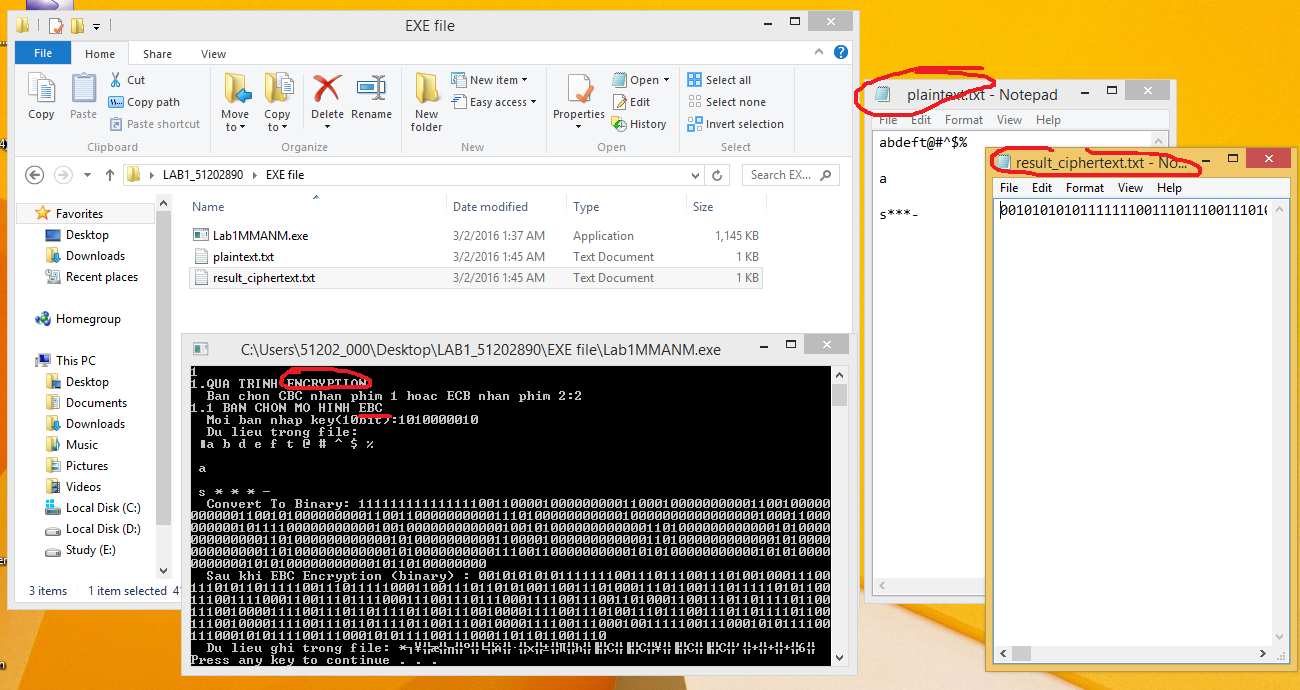 EXE file
File Home Share View
Copy
Paste
Cut
Copy path
Paste shortcut
Clipboard
Move to
Copy to
Delete
Rename
Organize
New folder
New item
Easy access
New
Properties
Open
Edit
History
Open
Select all
Select none
Invert selection
Select
LAB1_51202890 EXE file
Search EX...
Name Date modified Type Size
Lab1MMANM.exe 3/2/2016 1:37 AM Application 1,145 KB
plaintext.txt 3/2/2016 1:45 AM Text Document 1 KB
result_ciphertext.txt 3/2/2016 1:45 AM Text Document 1 KB
Favorites
Desktop
Downloads
Recent places
Homegroup
This PC
Desktop
Documents
Downloads
Music
Pictures
Videos
Local Disk (C:)
Local Disk (D:)
Study (E:)
3 items 1 item selected
C:\Users\51202_000\Desktop\LAB1_51202890\EXE file\Lab1MMANM.exe
1
1.QUA TRINH ENCRYPTION
Ban chon CBC nhan phim 1 hoac ECB nhan phim 2:2
1.1 BAN CHON MO HINH EBC
Moi ban nhap key(10bit):1010000010
Du lieu trong file:
a b d e f t @ # ^ $ %
a
s * * * -
Convert To Binary:
Sau khi EBC Encryption (binary) :
Du lieu ghi trong file:
Press any key to continue . . .
plaintext.txt - Notepad
File Edit Format View Help
abdeft@#^$%
a
s***-
result_ciphertext.txt - No...
File Edit Format View Help